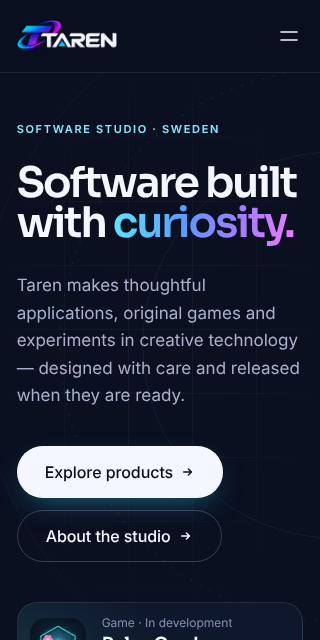 TAREN
SOFTWARE STUDIO · SWEDEN
Software built
with curiosity.
Taren makes thoughtful
applications, original games and
experiments in creative technology
— designed with care and released
when they are ready.
Explore products →
About the studio →
Game · In development